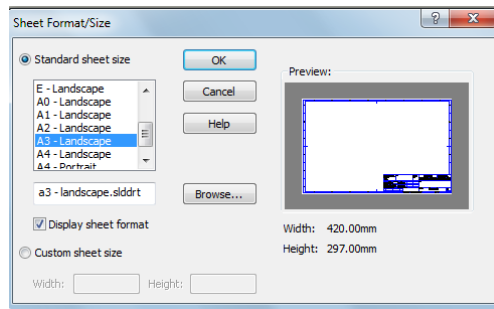 Sheet Format/Size
?
X
Standard sheet size
E - Landscape
A0 - Landscape
A1 - Landscape
A2 - Landscape
A3 - Landscape
A4 - Landscape
A4 - Portrait
a3 - landscape.slddrt
Display sheet format
Custom sheet size
Width:
Height:
OK
Cancel
Help
Browse...
Preview:
Width: 420.00mm
Height: 297.00mm